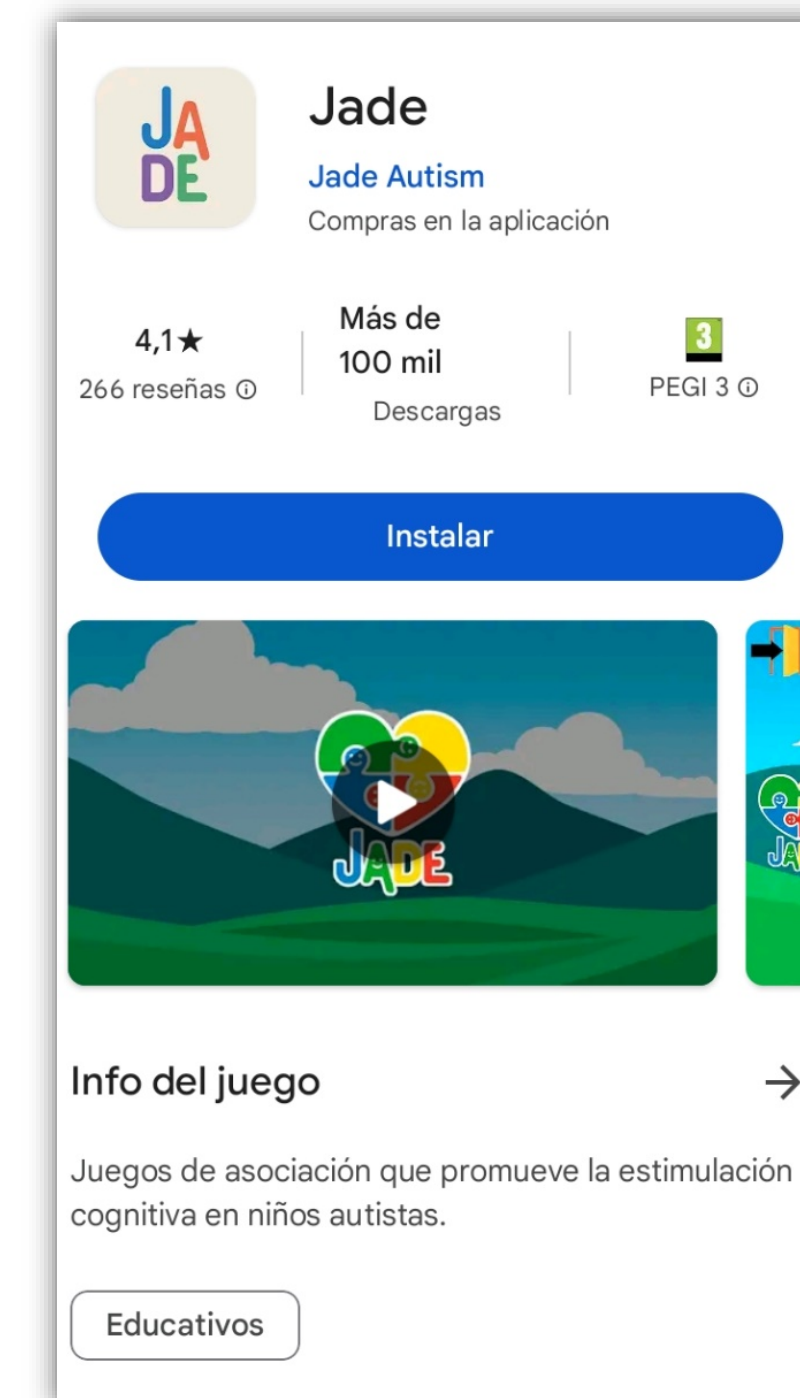 JA
DE
Jade
Jade Autism
Compras en la aplicación
4,1★
266 reseñas
Más de
100 mil
Descargas
3
PEGI 3
Instalar
JADE
JA
Info del juego
Juegos de asociación que promueve la estimulación
cognitiva en niños autistas.
Educativos